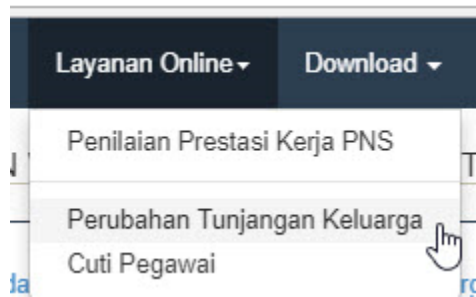 Layanan Online Download
Penilaian Prestasi Kerja PNS
Perubahan Tunjangan Keluarga
Cuti Pegawai